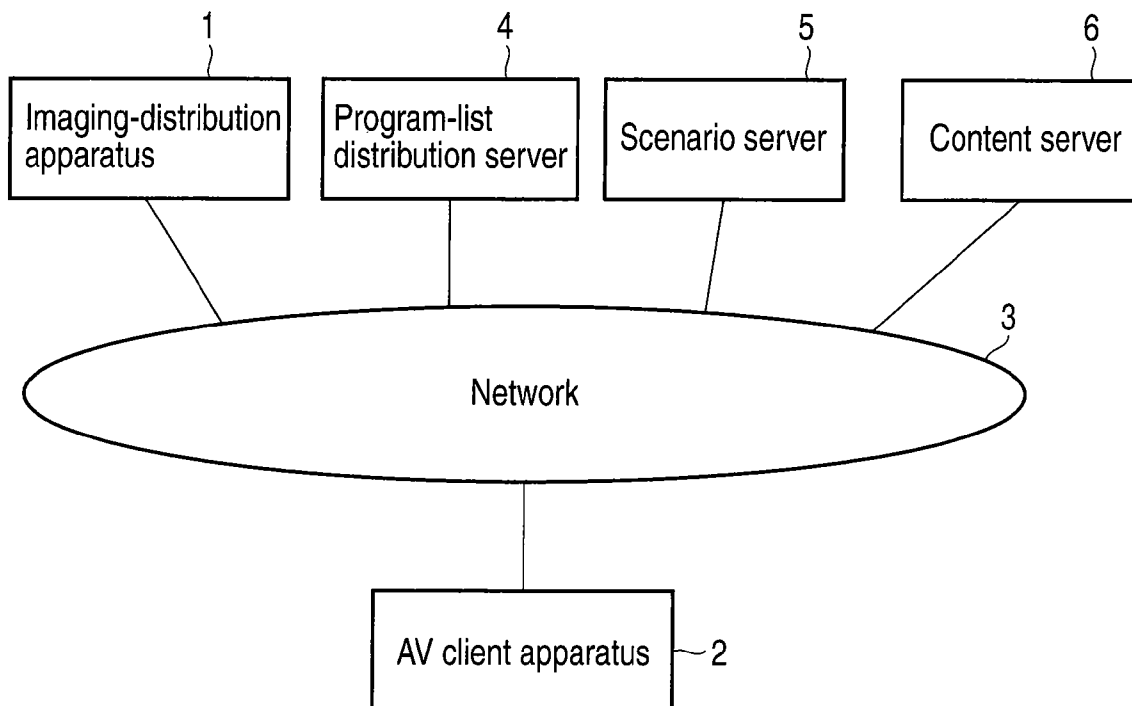 1
4
5
6
Imaging-distribution
apparatus
Program-list
distribution server
Scenario server
Content server
3
Network
AV client apparatus
2